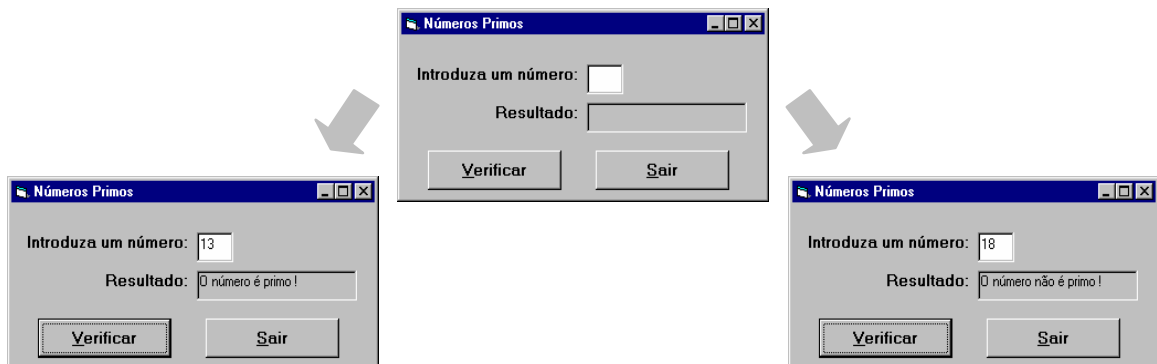 Números Primos
Introduza um número:
Resultado:
Verificar Sair
Números Primos
Introduza um número: 13
Resultado: O número é primo !
Verificar Sair
Números Primos
Introduza um número: 18
Resultado: O número não é primo !
Verificar Sair